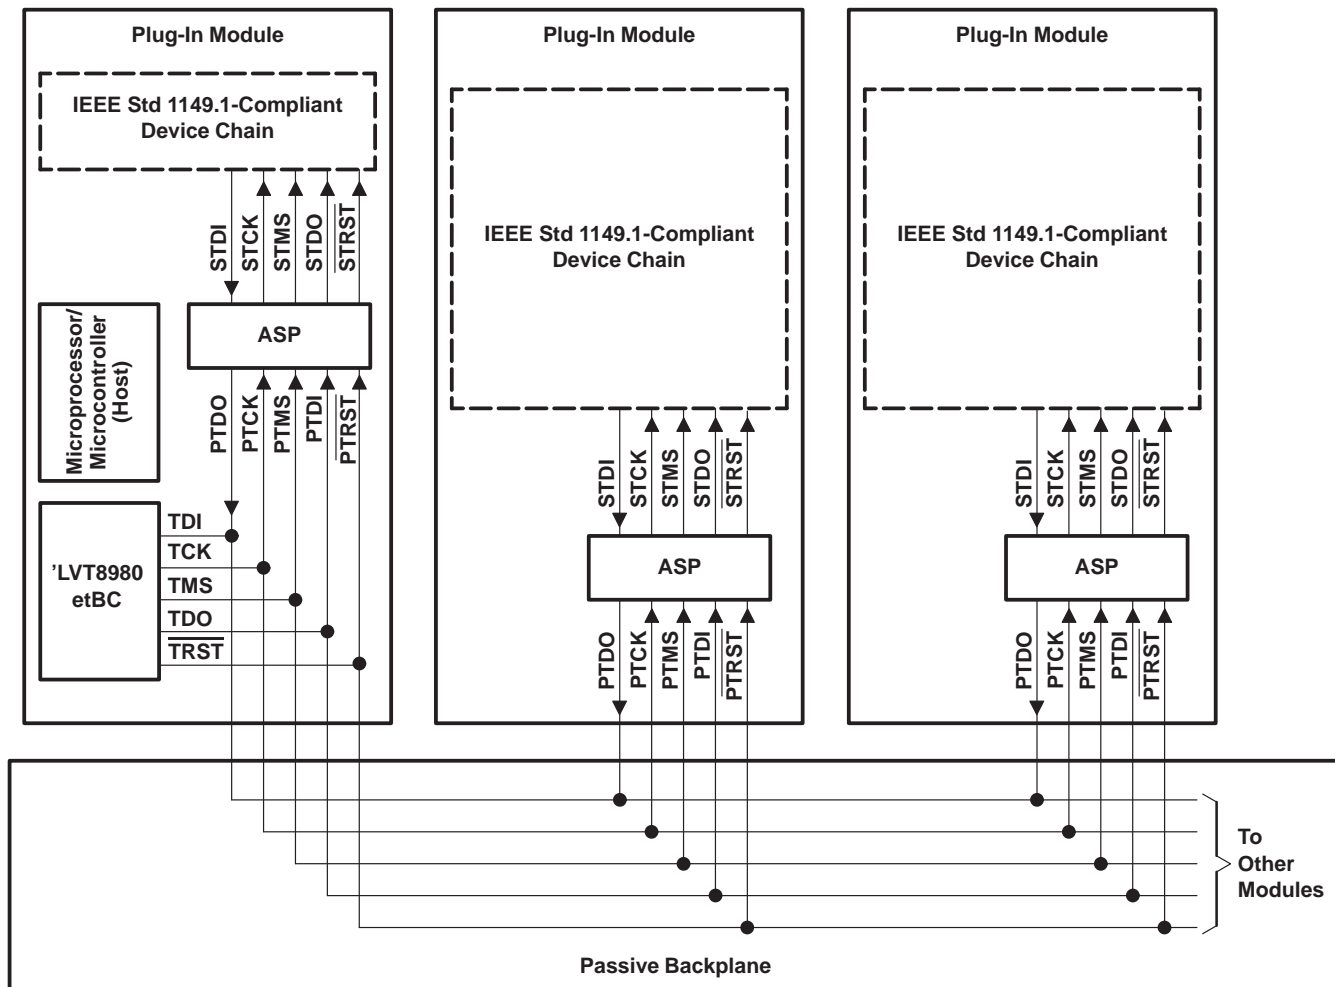 Plug-In Module
IEEE Std 1149.1-Compliant
Device Chain
STDI
STCK
STMS
STDO
STRST
Microprocessor/
Microcontroller
(Host)
ASP
PTDO
PTCK
PTMS
PTDI
PTRST
'LVT8980
etBC
TDI
TCK
TMS
TDO
TRST
Plug-In Module
IEEE Std 1149.1-Compliant
Device Chain
STDI
STCK
STMS
STDO
STRST
ASP
PTDO
PTCK
PTMS
PTDI
PTRST
Plug-In Module
IEEE Std 1149.1-Compliant
Device Chain
STDI
STCK
STMS
STDO
STRST
ASP
PTDO
PTCK
PTMS
PTDI
PTRST
To
Other
Modules
Passive Backplane